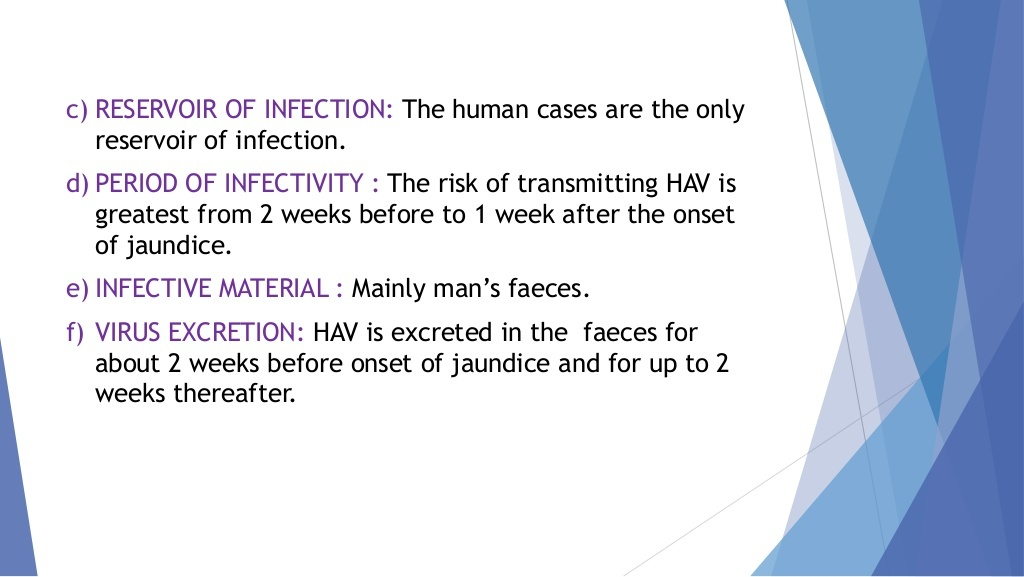 c) RESERVOIR OF INFECTION: The human cases are the only
reservoir of infection.
d) PERIOD OF INFECTIVITY : The risk of transmitting HAV is
greatest from 2 weeks before to 1 week after the onset
of jaundice.
e) INFECTIVE MATERIAL : Mainly man’s faeces.
f) VIRUS EXCRETION: HAV is excreted in the  faeces for
about 2 weeks before onset of jaundice and for up to 2
weeks thereafter.